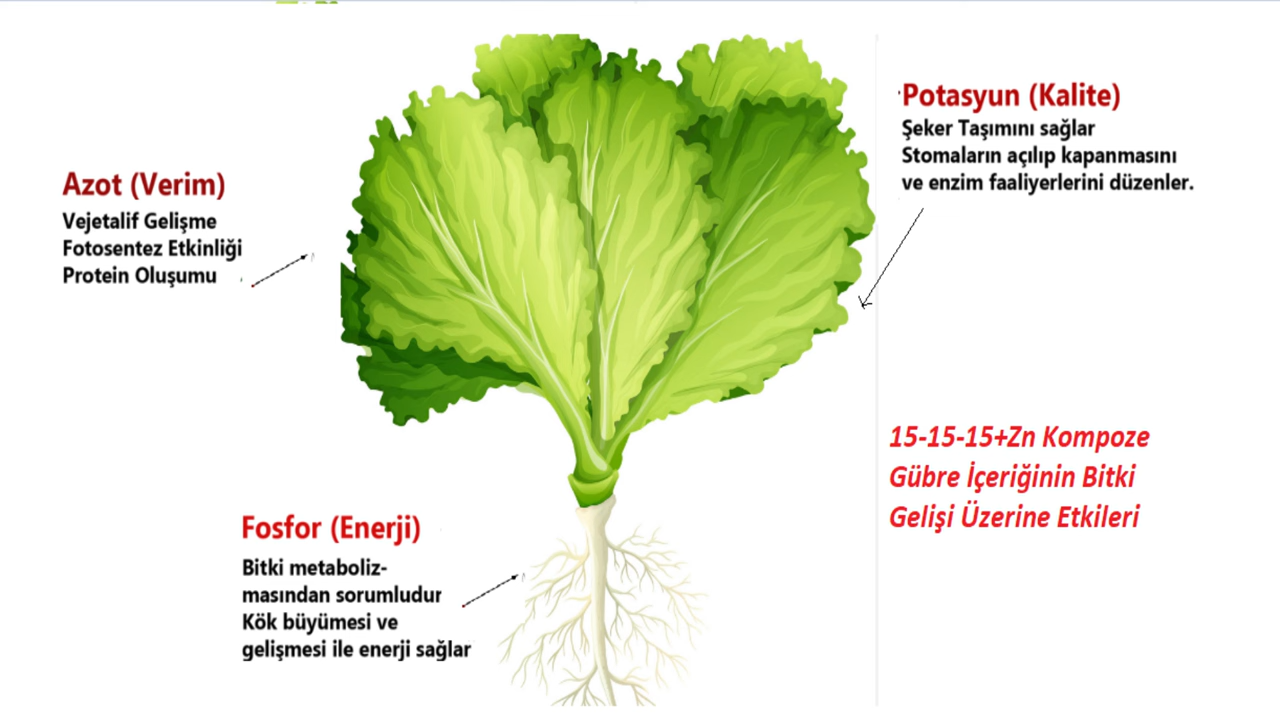 Azot (Verim)
Vejetalif Gelişme
Fotosentez Etkinliği
Protein Oluşumu
Potasyun (Kalite)
Şeker Taşımını sağlar
Stomaların açılıp kapanmasını
ve enzim faaliyerlerini düzenler.
15-15-15+Zn Kompoze
Gübre İçeriğinin Bitki
Gelişi Üzerine Etkileri
Fosfor (Enerji)
Bitki metaboliz-
masından sorumludur
Kök büyümesi ve
gelişmesi ile enerji sağlar